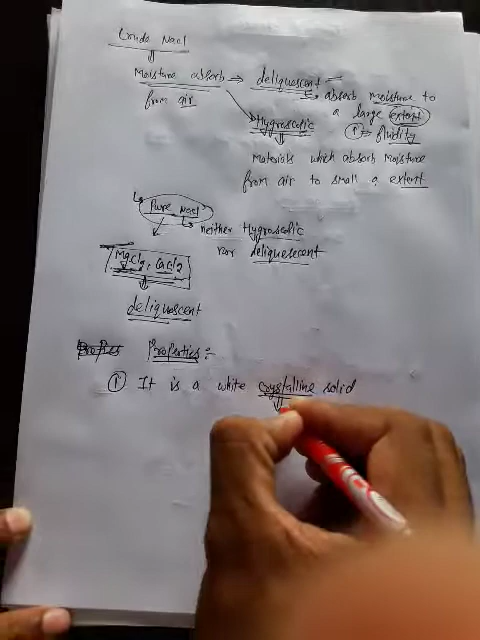 Crude NaCl
⇓
Moisture absorb ⇒ deliquescent
from air
absorb moisture to
a large extent
① ⇒ fluidity
Hygroscopic
⇓
Materials which absorb moisture
from air to small a extent
Pure NaCl
neither Hygroscopic
nor deliquescent
MgCl2, CaCl2
⇓
deliquescent
Properties :-
① It is a white crystalline solid
⇓